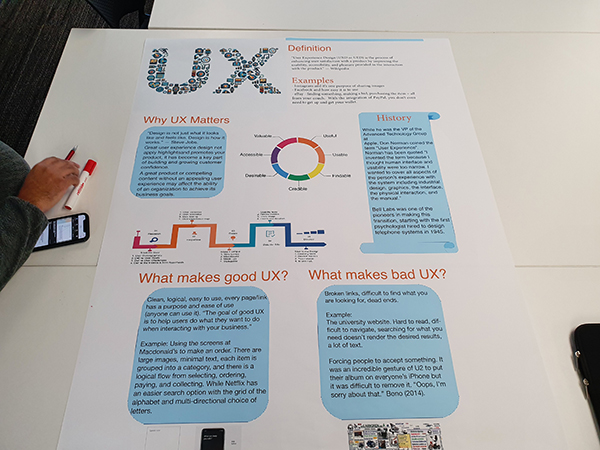 UX
Definition
"User Experience Design (UXD or UED) is the process of
enhancing user satisfaction with a product by improving the
usability, accessibility, and pleasure provided in the interaction
with the product." - Wikipedia
Examples
Instagram and it's one purpose of sharing images
Facebook and how easy it is to use
eBay - finding something, making a bid, purchasing the item - all
from your couch. With the integration of PayPal, you don't even
need to get up and get your wallet
Why UX Matters
"Design is not just what it looks
like and feels like. Design is how it
works." - Steve Jobs.
Great user experience design not
only promotes your
product, it has become a key part
of building and growing customer
confidence.
A great product or compelling
content without an appealing user
experience may affect the ability
of an organization to achieve its
business goals.
Valuable
Useful
Accessible
Usable
Desirable
Findable
Credible
History
While he was the VP of the
Advanced Technology Group
at
Apple, Don Norman coined the
term "User Experience".
Norman has been quoted, "I
invented the term because I
thought human interface and
usability were too narrow. I
wanted to cover all aspects of
the person's experience with
the system including industrial
design, graphics, the interface,
the physical interaction, and
the manual."
Bell Labs was one of the
pioneers in making this
transition, starting with the first
psychologist hired to design
telephone systems in 1945.
What makes good UX?
Clean, logical, easy to use, every page/link
has a purpose and ease of use
(anyone can use it). "The goal of good UX
is to help users do what they want to do
when interacting with your business."
Example: Using the screens at
Macdonald's to make an order. There are
large images, minimal text, each item is
grouped into a category, and there is a
logical flow from selecting, ordering,
paying, and collecting. While Netflix has
an easier search option with the grid of the
alphabet and multi-directional choice of
letters.
What makes bad UX?
Broken links, difficult to find what you
are looking for, dead ends.
Example:
The university website. Hard to read, dif-
ficult to navigate, searching for what you
need doesn't render the desired results,
a lot of text.
Forcing people to accept something. It
was an incredible gesture of U2 to put
their album on everyone's iPhone but
it was difficult to remove it. "Oops, I'm
sorry about that." Beno (2014).